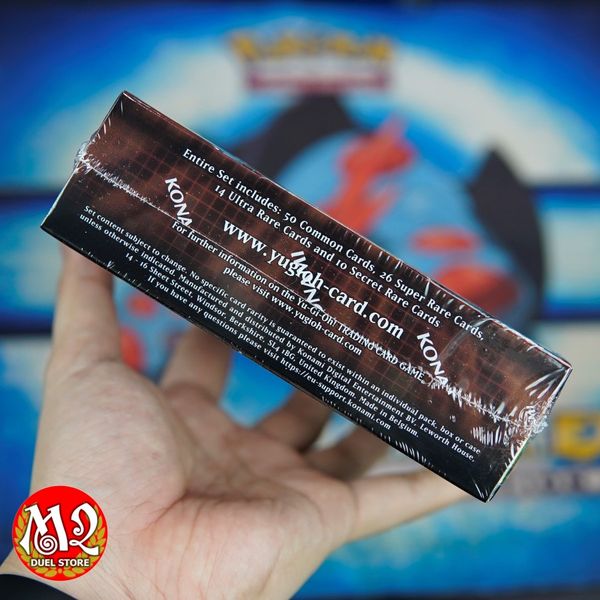 Pokémon
Entire Set includes: 50 Common Cards, 26 Super Rare Cards,
14 Ultra Rare Cards and 10 Secret Rare Cards
www.yugioh-card.com
For further information on the Yu-Gi-Oh! TRADING CARD GAME
please visit www.yugioh-card.com
Set content subject to change. No specific card rarity is guaranteed to exist within an individual pack, box or case
unless otherwise indicated. Manufactured and distributed by Konami Digital Entertainment BV, Leworth House,
14 - 16 Sheet Street, Windsor, Berkshire, SL4 1BG, United Kingdom. Made in Belgium.
If you have any questions please visit https://eu-support.konami.com/
KONA
KONA
M2
DUEL STORE